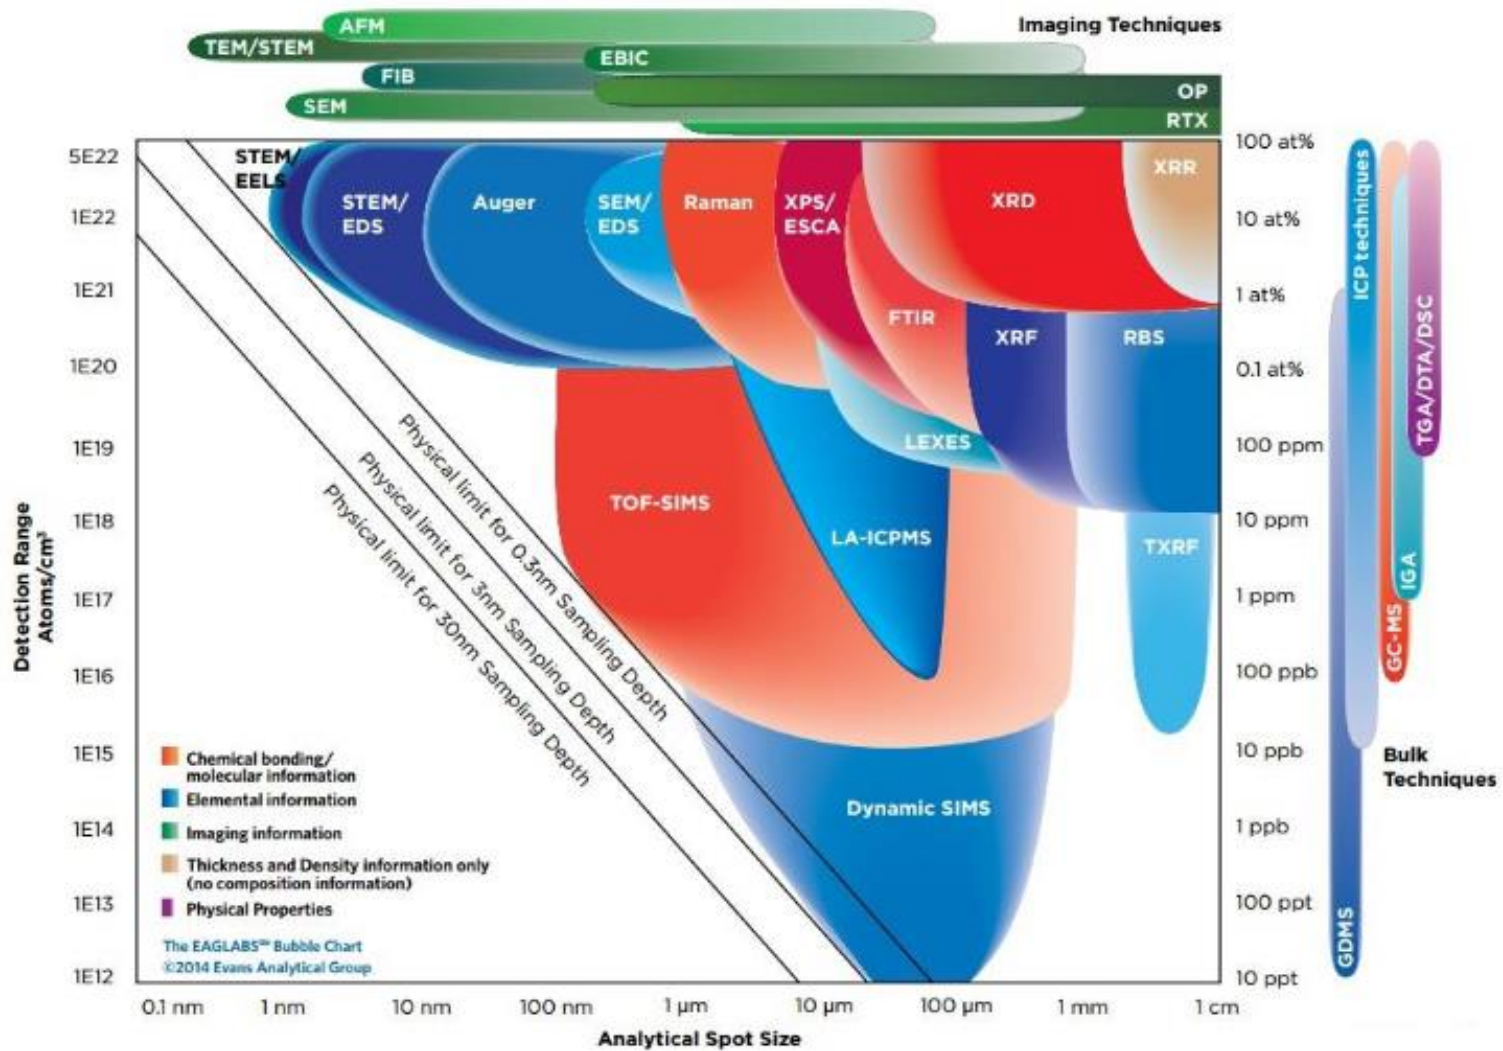 AFM
Imaging Techniques
TEM/STEM
EBIC
FIB
OP
SEM
RTX
5E22
1E22
1E21
1E20
1E19
1E18
1E17
1E16
1E15
1E14
1E13
1E12
Detection Range
Atoms/cm³
STEM/
EELS
STEM/
EDS
Auger
SEM/
EDS
Raman
XPS/
ESCA
XRD
XRR
FTIR
XRF
RBS
LEXES
TOF-SIMS
LA-ICPMS
TXRF
Dynamic SIMS
Physical limit for 0.3nm Sampling Depth
Physical limit for 3nm Sampling Depth
Physical limit for 30nm Sampling Depth
100 at%
10 at%
1 at%
0.1 at%
100 ppm
10 ppm
1 ppm
100 ppb
10 ppb
1 ppb
100 ppt
10 ppt
ICP techniques
TGA/DTA/DSC
IGA
GC-MS
GDMS
Bulk
Techniques
Chemical bonding/
molecular information
Elemental information
Imaging information
Thickness and Density information only
(no composition information)
Physical Properties
The EAGLABS℠ Bubble Chart
©2014 Evans Analytical Group
0.1 nm
1 nm
10 nm
100 nm
1 µm
10 µm
100 µm
1 mm
1 cm
Analytical Spot Size